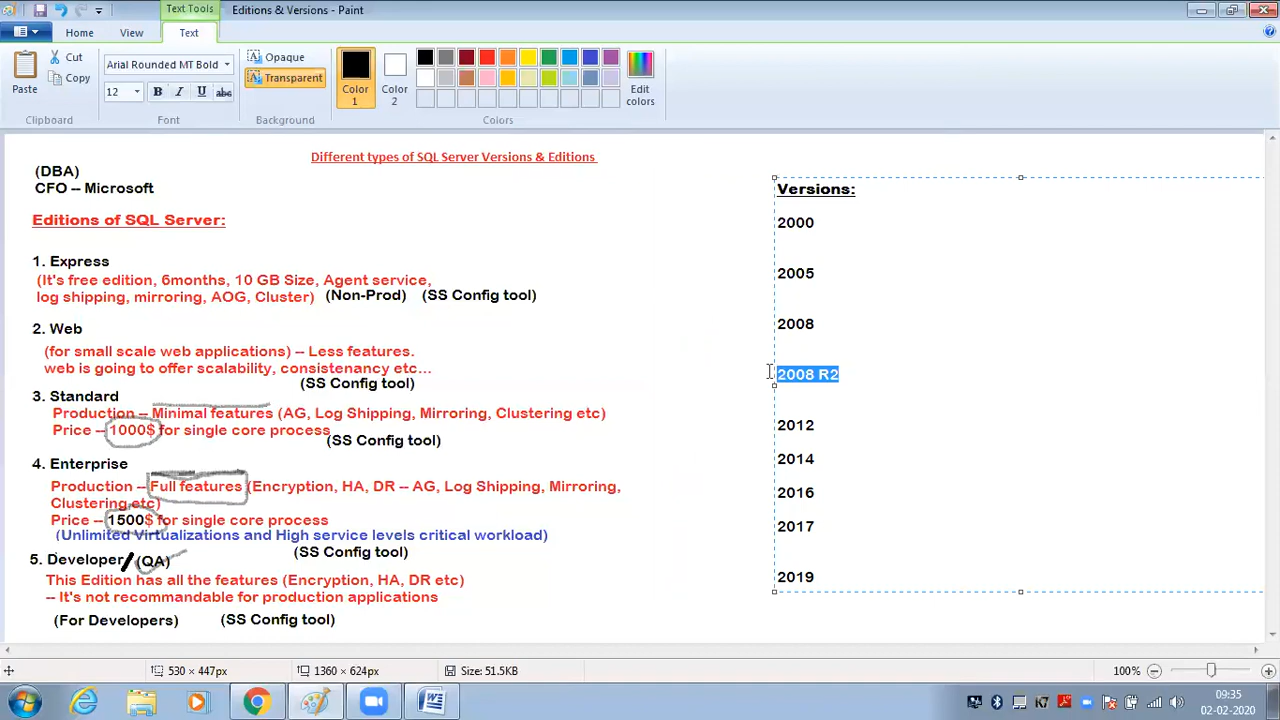 Text Tools
Editions & Versions - Paint
Home
View
Text
Paste
Cut
Copy
Clipboard
Arial Rounded MT Bold
12
B I U abc
Font
Opaque
Transparent
Background
Color 1
Color 2
Edit colors
Colors
Different types of SQL Server Versions & Editions
(DBA)
CFO -- Microsoft
Editions of SQL Server:
1. Express
(It's free edition, 6months, 10 GB Size, Agent service,
log shipping, mirroring, AOG, Cluster) (Non-Prod) (SS Config tool)
2. Web
(for small scale web applications) -- Less features.
web is going to offer scalability, consistenancy etc...
(SS Config tool)
3. Standard
Production -- Minimal features (AG, Log Shipping, Mirroring, Clustering etc)
Price -- 1000$ for single core process
(SS Config tool)
4. Enterprise
Production -- Full features (Encryption, HA, DR -- AG, Log Shipping, Mirroring,
Clustering etc)
Price -- 1500$ for single core process
(Unlimited Virtualizations and High service levels critical workload)
(SS Config tool)
5. Developer/ (QA)
This Edition has all the features (Encryption, HA, DR etc)
-- It's not recommandable for production applications
(For Developers) (SS Config tool)
Versions:
2000
2005
2008
2008 R2
2012
2014
2016
2017
2019
530 × 447px
1360 × 624px
Size: 51.5KB
100%
09:35
02-02-2020